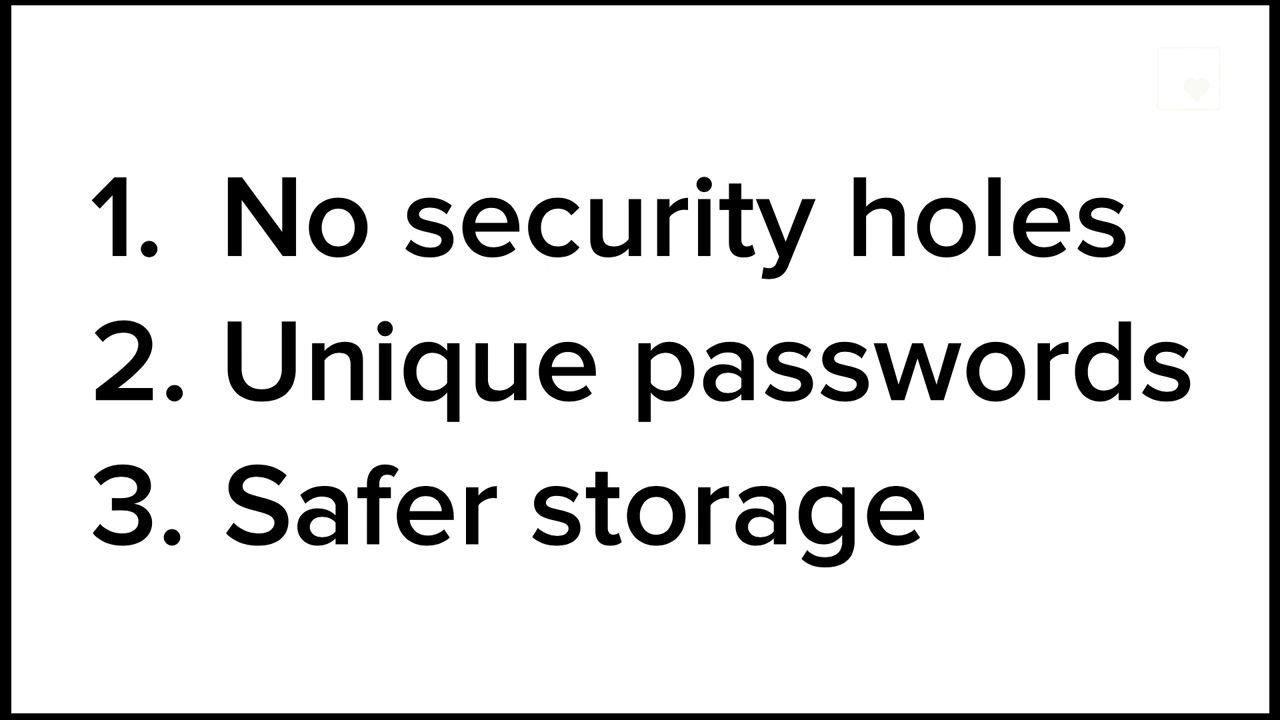 1. No security holes
2. Unique passwords
3. Safer storage